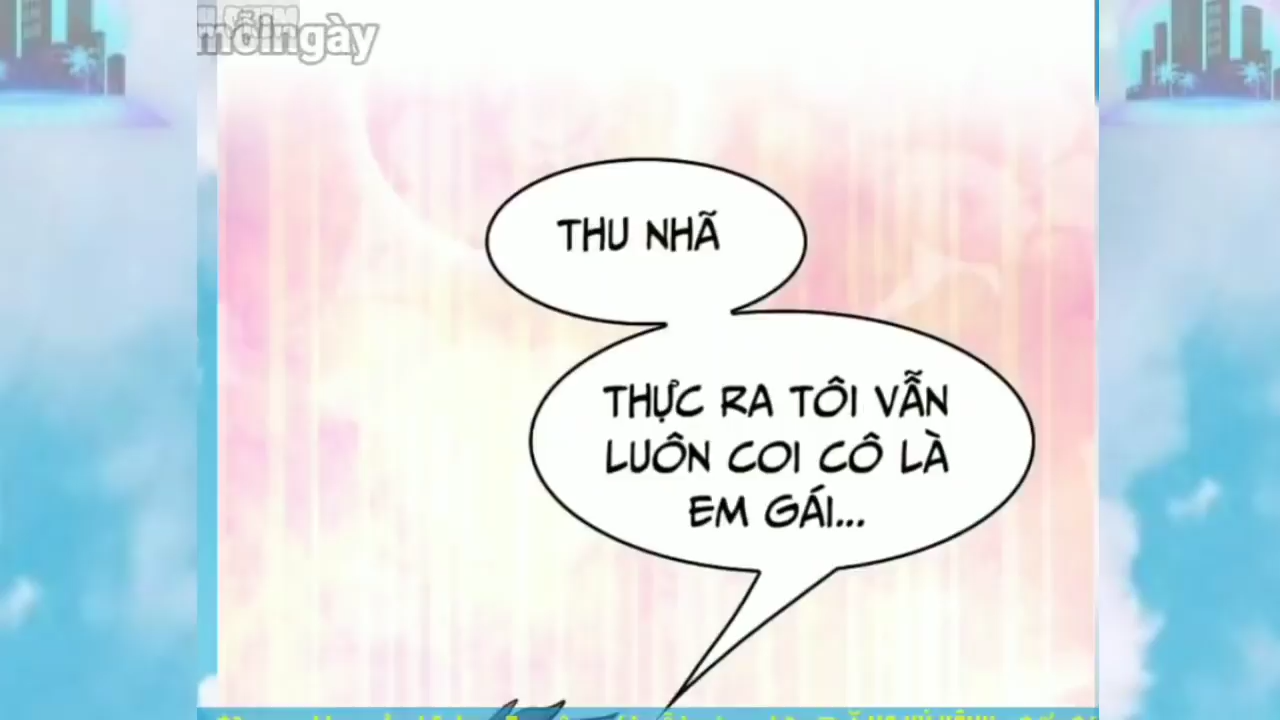 mỗingày
THU NHÃ
THỰC RA TÔI VẪN
LUÔN COI CÔ LÀ
EM GÁI...